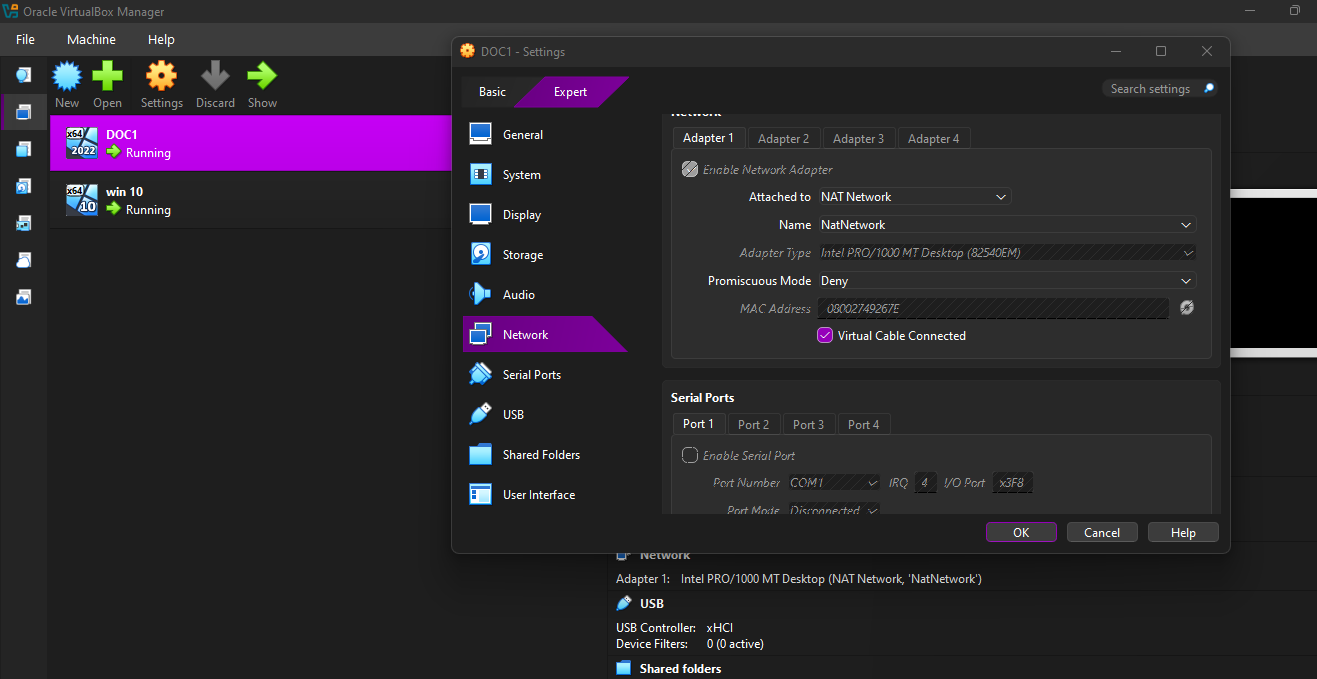 Oracle VirtualBox Manager
File Machine Help
New Open Settings Discard Show
x64 2022 DOC1
Running
x64 10 win 10
Running
DOC1 - Settings
Basic Expert Search settings
General
System
Display
Storage
Audio
Network
Serial Ports
USB
Shared Folders
User Interface
Network
Adapter 1 Adapter 2 Adapter 3 Adapter 4
Enable Network Adapter
Attached to NAT Network
Name NatNetwork
Adapter Type Intel PRO/1000 MT Desktop (82540EM)
Promiscuous Mode Deny
MAC Address 08002749267E
Virtual Cable Connected
Serial Ports
Port 1 Port 2 Port 3 Port 4
Enable Serial Port
Port Number COM1 IRQ 4 I/O Port x3F8
Port Mode Disconnected
OK Cancel Help
Network
Adapter 1: Intel PRO/1000 MT Desktop (NAT Network, 'NatNetwork')
USB
USB Controller: xHCI
Device Filters: 0 (0 active)
Shared folders